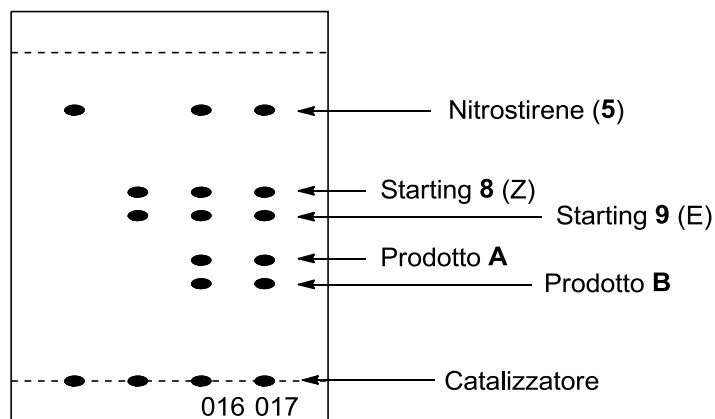 Nitrostirene (5)
Starting 8 (Z)
Starting 9 (E)
Prodotto A
Prodotto B
Catalizzatore
016 017